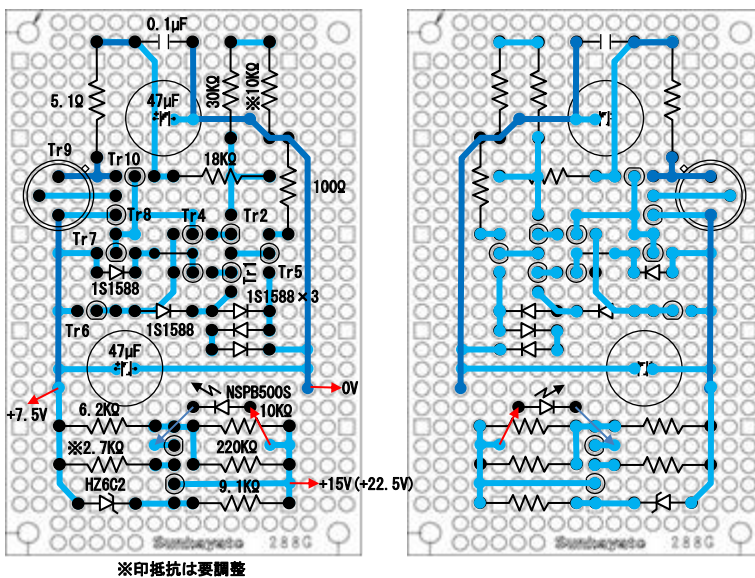 0.1μF
5.1Ω
47μF
30KΩ
※10KΩ
Tr9
Tr10
18KΩ
100Ω
Tr8
Tr4
Tr2
Tr7
Tr1
Tr5
1S1588
1S1588×3
Tr6
1S1588
47μF
NSPB500S
0V
+7.5V
6.2KΩ
10KΩ
※2.7KΩ
220KΩ
HZ6C2
9.1KΩ
+15V(+22.5V)
Sunhayato 288G
Sunhayato 288G
※印抵抗は要調整